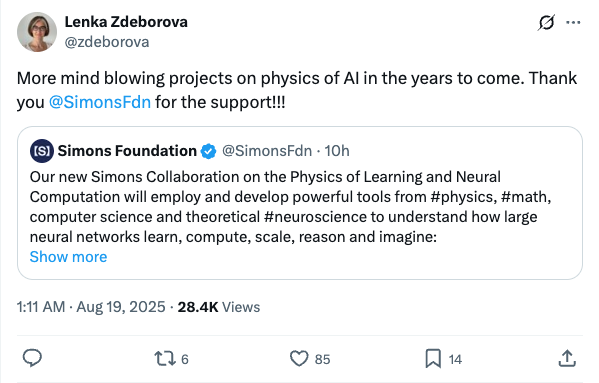 Lenka Zdeborova
@zdeborova
More mind blowing projects on physics of AI in the years to come. Thank
you @SimonsFdn for the support!!!
[S] Simons Foundation @SimonsFdn · 10h
Our new Simons Collaboration on the Physics of Learning and Neural
Computation will employ and develop powerful tools from #physics, #math,
computer science and theoretical #neuroscience to understand how large
neural networks learn, compute, scale, reason and imagine:
Show more
1:11 AM · Aug 19, 2025 · 28.4K Views
6 85 14